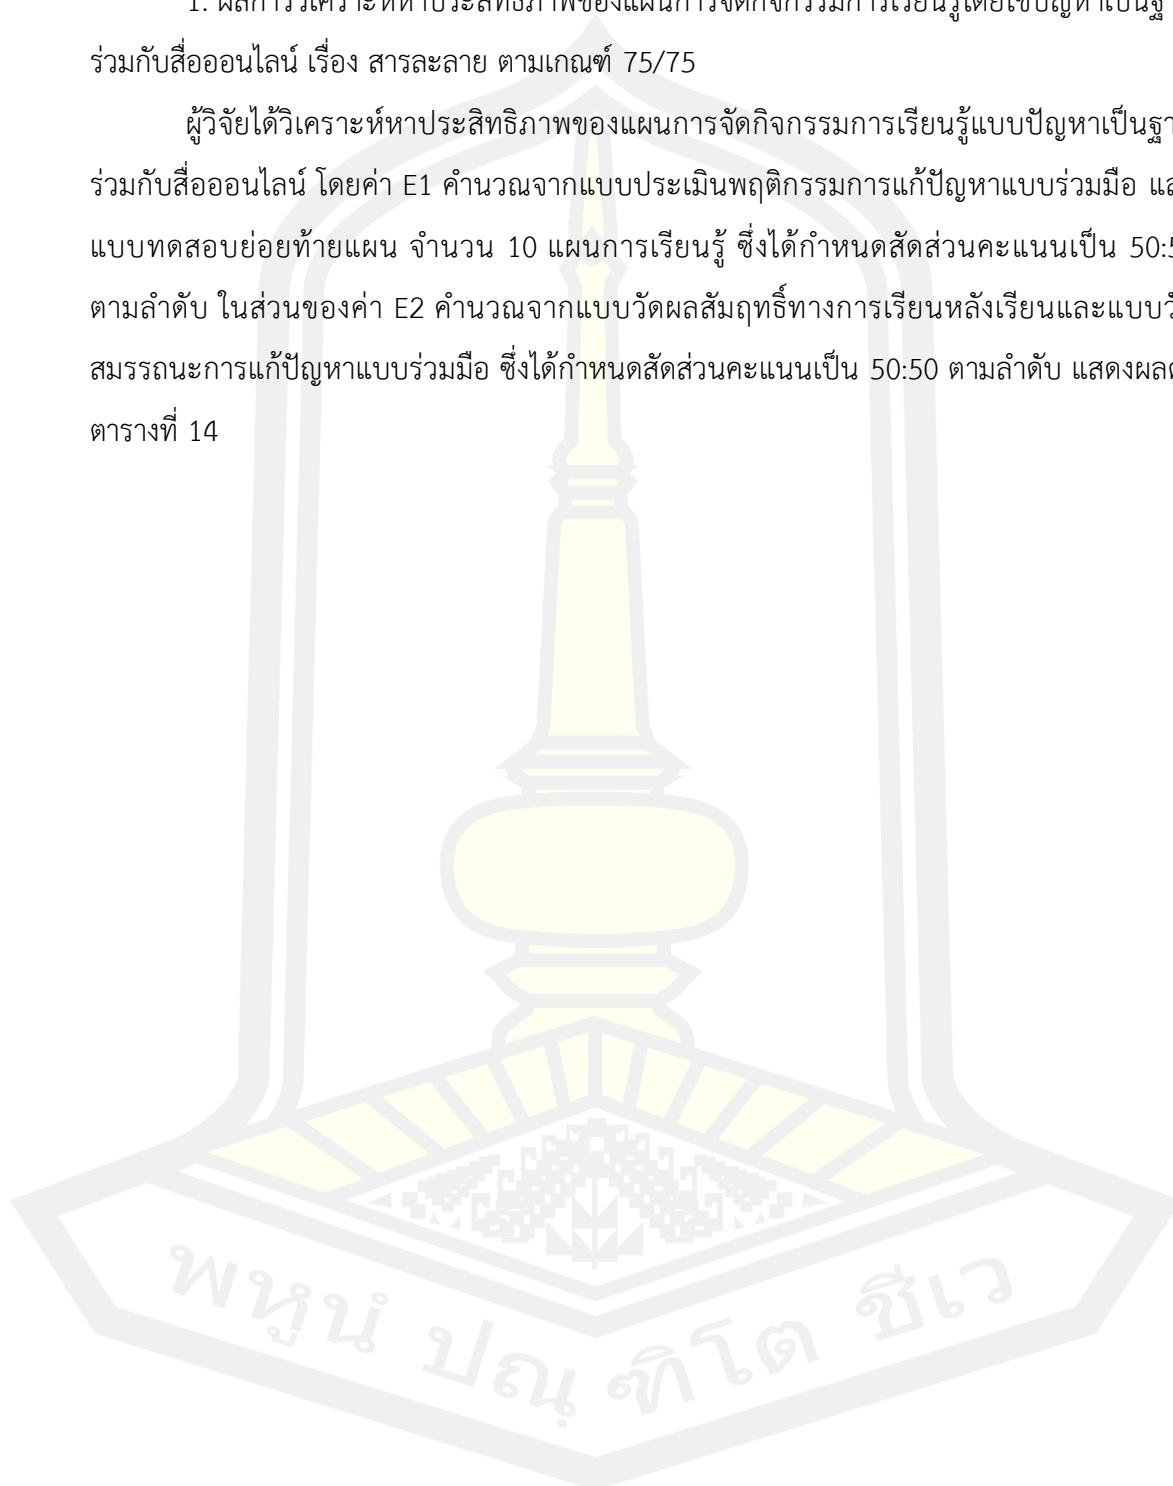 1. ผลการวิเคราะห์หาประสิทธิภาพของแผนการจัดกิจกรรมการเรียนรู้โดยใช้ปัญหาเป็นฐ
ร่วมกับสื่อออนไลน์ เรื่อง สารละลาย ตามเกณฑ์ 75/75
ผู้วิจัยได้วิเคราะห์หาประสิทธิภาพของแผนการจัดกิจกรรมการเรียนรู้แบบปัญหาเป็นฐา
ร่วมกับสื่อออนไลน์ โดยค่า E1 คำนวณจากแบบประเมินพฤติกรรมการแก้ปัญหาแบบร่วมมือ แล
แบบทดสอบย่อยท้ายแผน จำนวน 10 แผนการเรียนรู้ ซึ่งได้กำหนดสัดส่วนคะแนนเป็น 50:5
ตามลำดับ ในส่วนของค่า E2 คำนวณจากแบบวัดผลสัมฤทธิ์ทางการเรียนหลังเรียนและแบบวั
สมรรถนะการแก้ปัญหาแบบร่วมมือ ซึ่งได้กำหนดสัดส่วนคะแนนเป็น 50:50 ตามลำดับ แสดงผลด
ตารางที่ 14
พหูนํ ปณฺฑิโต ชีเว